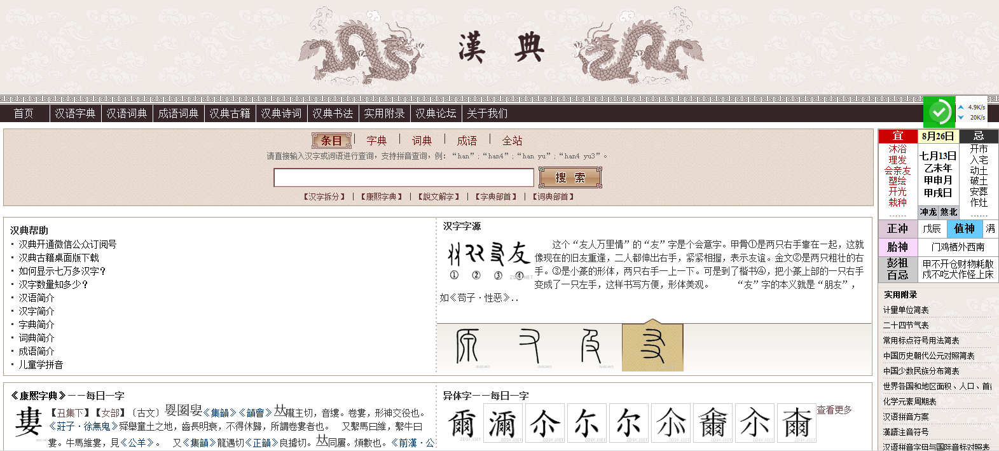 漢 典
首页 汉语字典 汉语词典 成语词典 汉典古籍 汉典诗词 汉典书法 实用附录 汉典论坛 关于我们
4.9K/s
20K/s
条目 字典 词典 成语 全站
请直接输入汉字或词语进行查询，支持拼音查询，例：“han”;“han4”;“han yu”;“han4 yu3”。
搜 索
【汉字拆分】 | 【康熙字典】 | 【說文解字】 | 【字典部首】 | 【词典部首】
汉典帮助
· 汉典开通微信公众订阅号
· 汉典古籍桌面版下载
· 如何显示七万多汉字？
· 汉字数量知多少？
· 汉语简介
· 汉字简介
· 字典简介
· 词典简介
· 成语简介
· 儿童学拼音
汉字字源
友
① ② ③ ④
ZDIC.NET
这个“友人万里情”的“友”字是个会意字。甲骨①是两只右手靠在一起，这就
像现在的旧友重逢，二人都伸出右手，紧紧相握，表示友谊。金文②是两只粗壮的右
手。③是小篆的形体，两只右手一上一下。可是到了楷书④，把小篆上部的一只右手
变成了一只左手，这样书写方便，形体美观。 “友”字的本义就是“朋友”，
如《荀子·性恶》..
ZDIC.NET ZDIC.NET ZDIC.NET
《康熙字典》——每日一字
婁
【丑集下】【女部】〔古文〕《集韻》《韻會》𠀤隴主切，音縷。卷婁，形神交役也。
《莊子·徐無鬼》舜舉童土之地，齒長明衰，不得休歸，所謂卷婁者也。 又繫馬曰維，繫牛曰
婁。牛馬維婁，見《公羊》。 又《集韻》龍遇切《正韻》良據切。𠀤同屢。煩數也。《前漢·公
异体字——每日一字
爾 濔 尒 尓 尔
ZDIC.NET
查看更多
宜 8月26日 忌
沐浴
理发
会亲友
塑绘
开光
栽种
……
七月13日
乙未年
甲申月
甲戌日
冲龙 煞北
开市
入宅
动土
破土
安葬
作灶
……
正冲 戊辰 值神 满
胎神 门鸡栖外西南
彭祖
百忌
甲不开仓财物耗散
戌不吃犬作怪上床
实用附录
计量单位简表
二十四节气表
常用标点符号用法简表
中国历史朝代公元对照简表
中国少数民族分布简表
世界各国和地区面积、人口、首
化学元素周期表
汉语拼音方案
漢語注音符号
汉语拼音字母与国际音标对照表